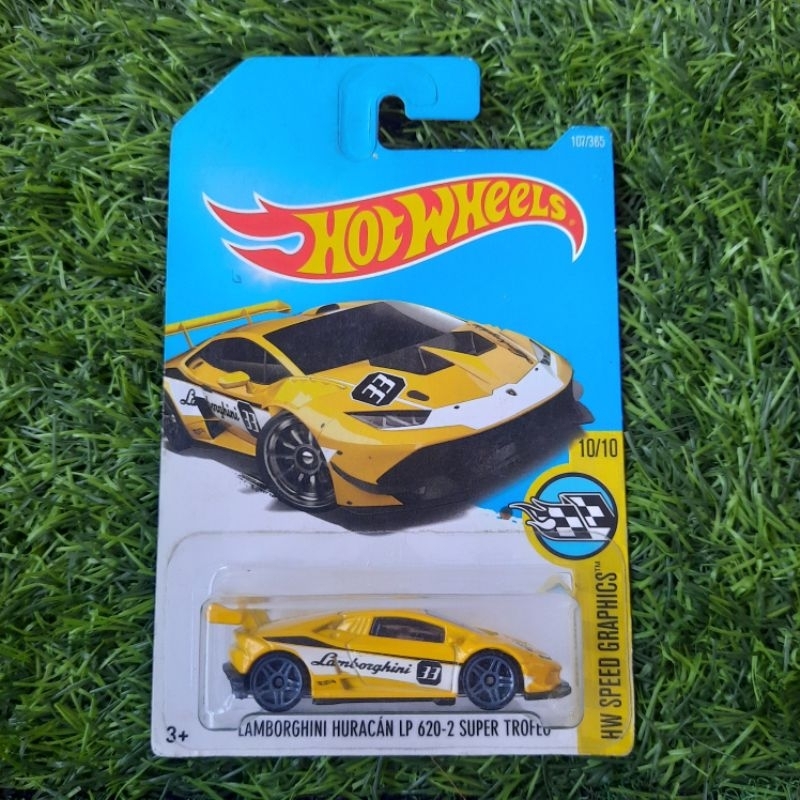 107/365
HOT WHEELS
33
Lamborghini 33
10/10
HW SPEED GRAPHICS™
Lamborghini 33
3+
LAMBORGHINI HURACÁN LP 620-2 SUPER TROFEO